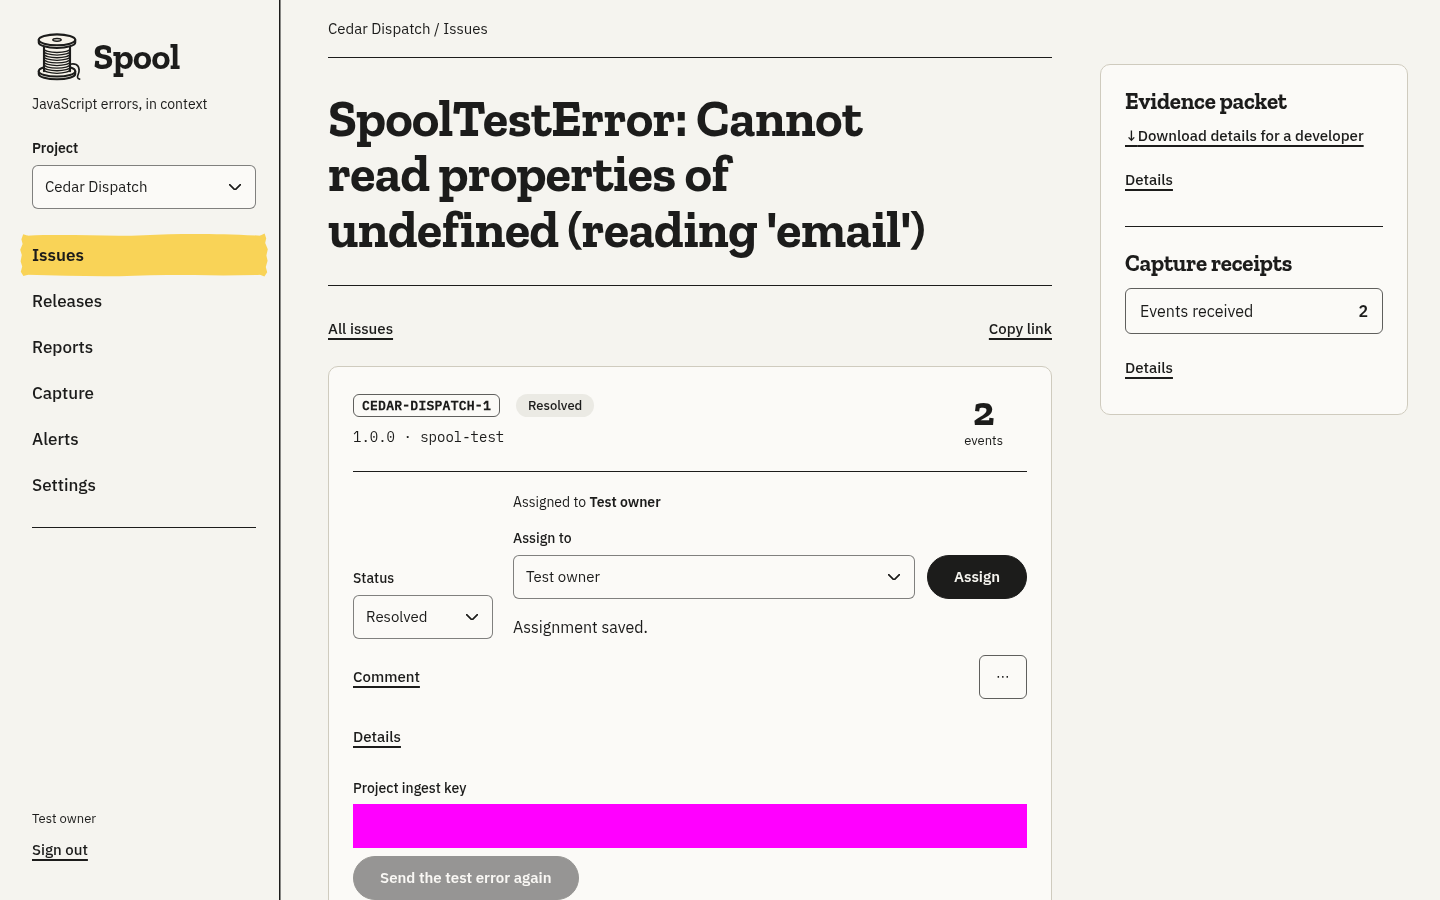 Spool
JavaScript errors, in context
Project
Cedar Dispatch
Issues
Releases
Reports
Capture
Alerts
Settings
Test owner
Sign out
Cedar Dispatch / Issues
SpoolTestError: Cannot
read properties of
undefined (reading 'email')
All issues
Copy link
CEDAR-DISPATCH-1
Resolved
1.0.0 · spool-test
2
events
Assigned to Test owner
Assign to
Test owner
Assign
Status
Resolved
Assignment saved.
Comment
...
Details
Project ingest key
Send the test error again
Evidence packet
↓ Download details for a developer
Details
Capture receipts
Events received 2
Details